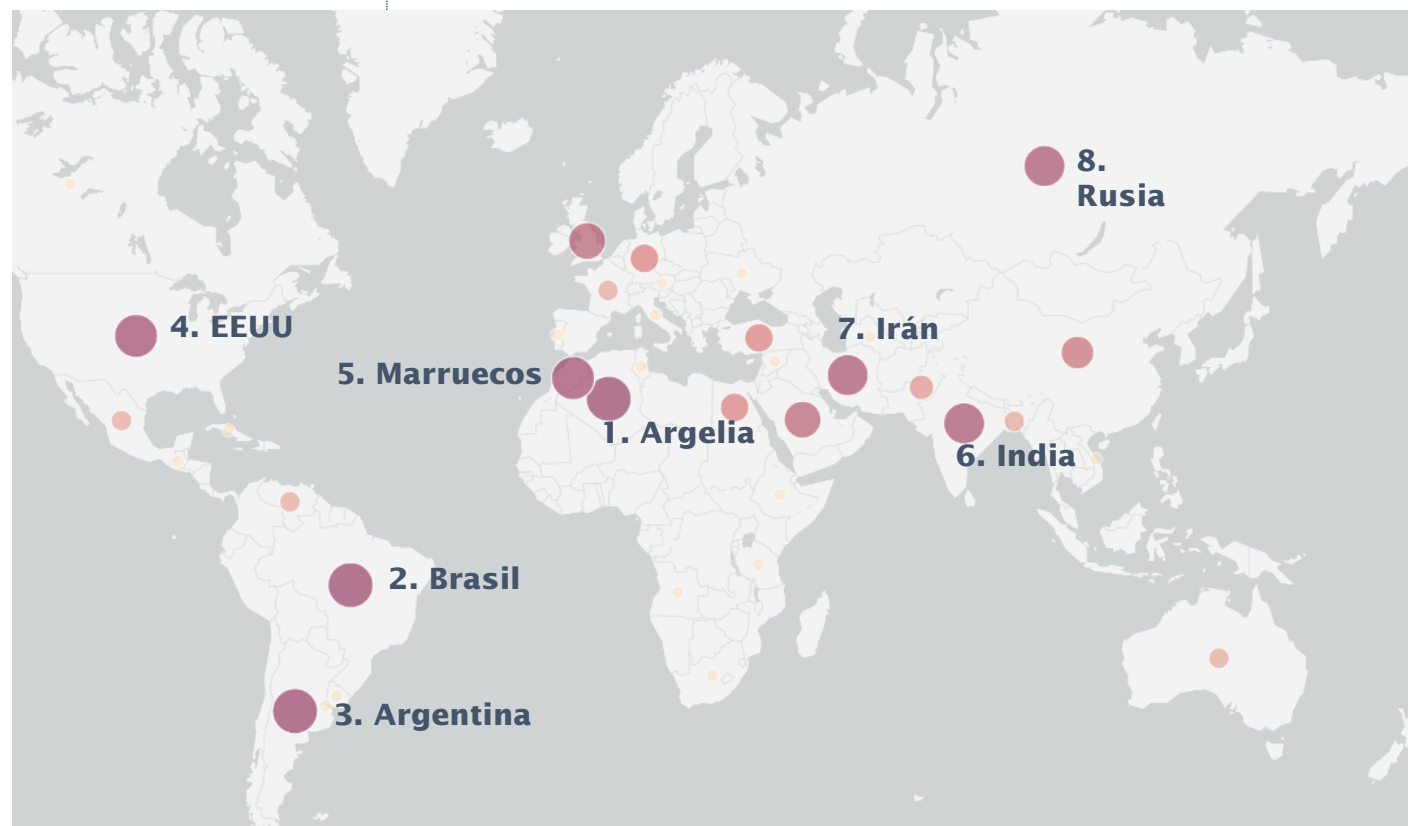 8.
Rusia
4. EEUU
7. Irán
5. Marruecos
1. Argelia
6. India
2. Brasil
3. Argentina